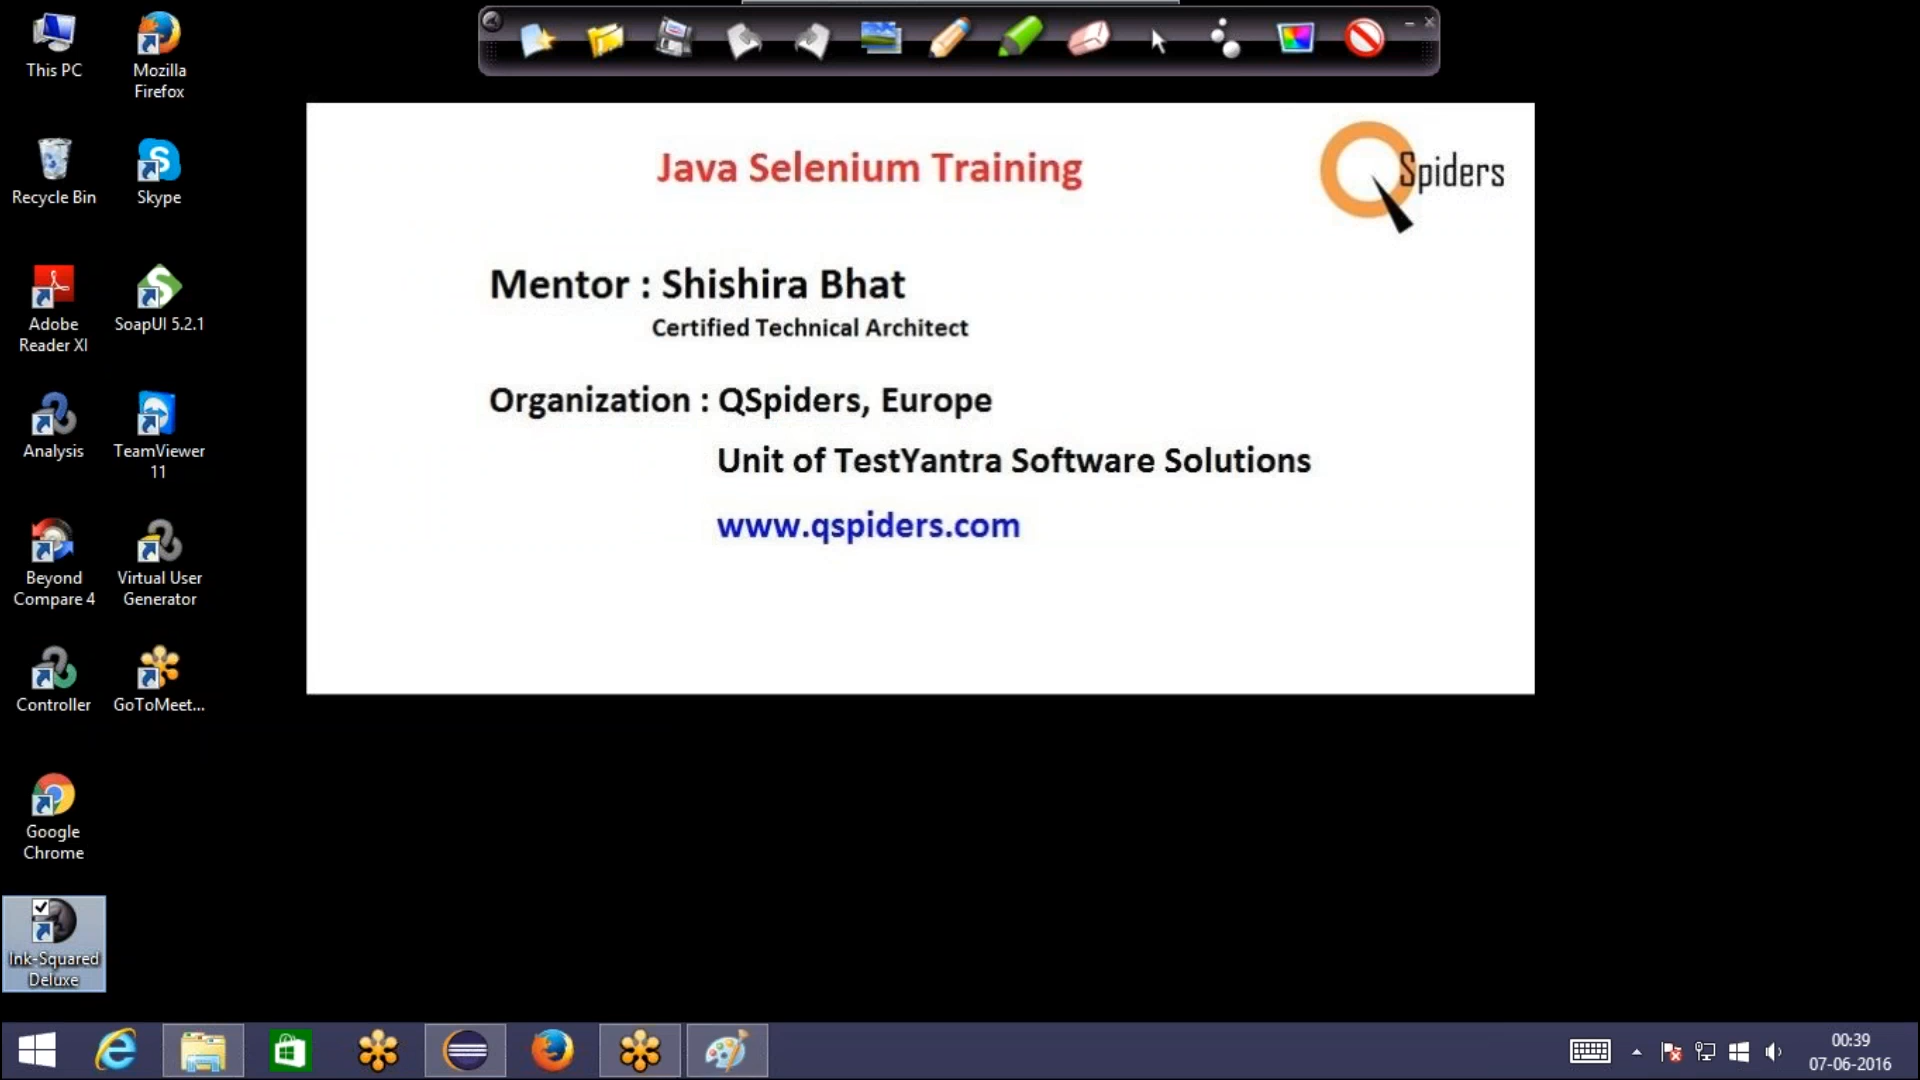 This PC
Mozilla
Firefox
Recycle Bin
Skype
Adobe
Reader XI
SoapUI 5.2.1
Analysis
TeamViewer
11
Beyond
Compare 4
Virtual User
Generator
Controller
GoToMeet...
Google
Chrome
Ink-Squared
Deluxe
Java Selenium Training
Spiders
Mentor : Shishira Bhat
Certified Technical Architect
Organization : QSpiders, Europe
Unit of TestYantra Software Solutions
www.qspiders.com
00:39
07-06-2016